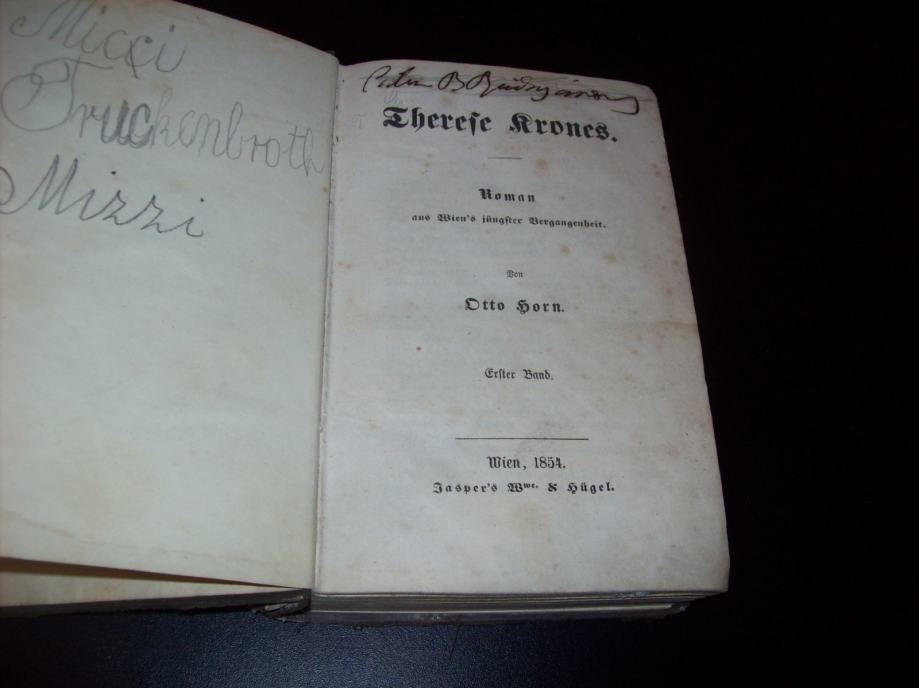 Micxi
Truckenbroth
Mizzi
Therese Krones.
Roman
aus Wien's jüngster Vergangenheit.
Von
Otto Horn.
Erster Band.
Wien, 1854.
Jasper's Wwe. & Hügel.